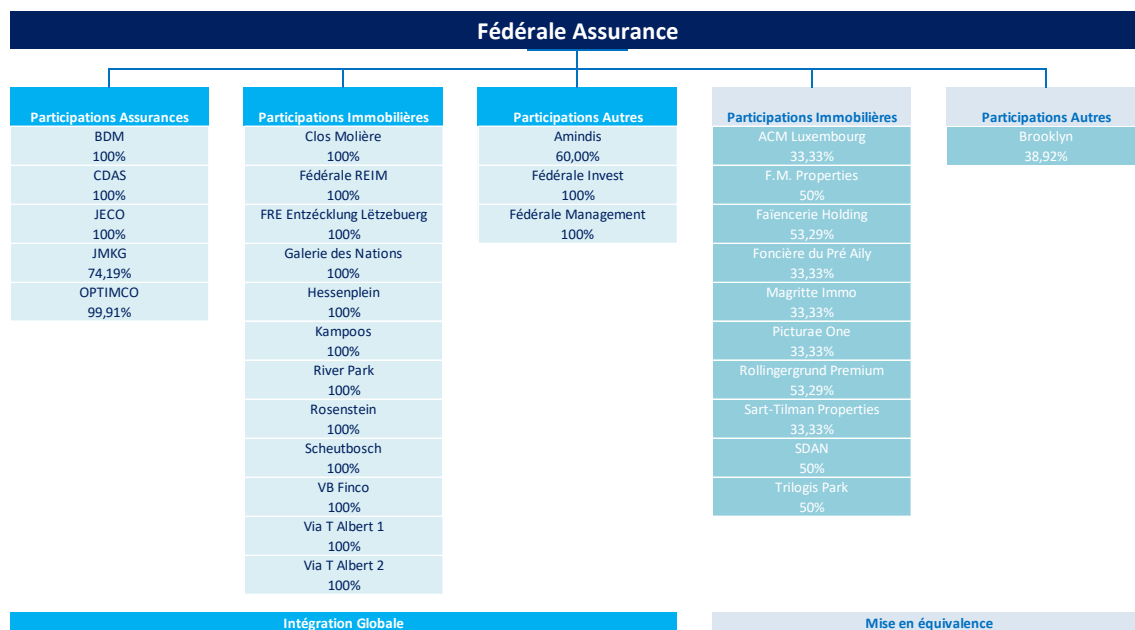 Fédérale Assurance
Participations Assurances
BDM
100%
CDAS
100%
JECO
100%
JMKG
74,19%
OPTIMCO
99,91%
Participations Immobilières
Clos Molière
100%
Fédérale REIM
100%
FRE Entzécklung Lëtzebuerg
100%
Galerie des Nations
100%
Hessenplein
100%
Kampoos
100%
River Park
100%
Rosenstein
100%
Scheutbosch
100%
VB Finco
100%
Via T Albert 1
100%
Via T Albert 2
100%
Participations Autres
Amindis
60,00%
Fédérale Invest
100%
Fédérale Management
100%
Participations Immobilières
ACM Luxembourg
33,33%
F.M. Properties
50%
Faïencerie Holding
53,29%
Foncière du Pré Aily
33,33%
Magritte Immo
33,33%
Picturae One
33,33%
Rollingergrund Premium
53,29%
Sart-Tilman Properties
33,33%
SDAN
50%
Trilogis Park
50%
Participations Autres
Brooklyn
38,92%
Intégration Globale
Mise en équivalence